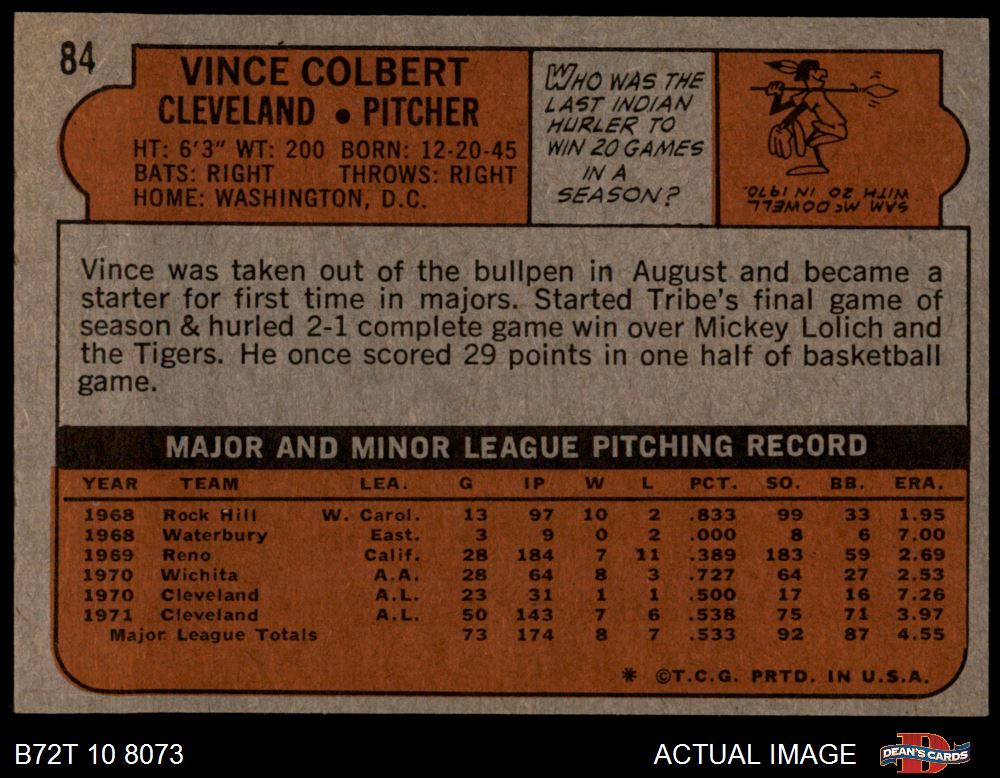 84
VINCE COLBERT
CLEVELAND • PITCHER
HT: 6'3" WT: 200 BORN: 12-20-45
BATS: RIGHT THROWS: RIGHT
HOME: WASHINGTON, D.C.
WHO WAS THE
LAST INDIAN
HURLER TO
WIN 20 GAMES
IN A
SEASON?
SAM McDOWELL
WITH 20 IN 1970.
Vince was taken out of the bullpen in August and became a
starter for first time in majors. Started Tribe's final game of
season & hurled 2-1 complete game win over Mickey Lolich and
the Tigers. He once scored 29 points in one half of basketball
game.
MAJOR AND MINOR LEAGUE PITCHING RECORD
YEAR TEAM LEA. G IP W L PCT. SO. BB. ERA.
1968 Rock Hill W. Carol. 13 97 10 2 .833 99 33 1.95
1968 Waterbury East. 3 9 0 2 .000 8 6 7.00
1969 Reno Calif. 28 184 7 11 .389 183 59 2.69
1970 Wichita A.A. 28 64 8 3 .727 64 27 2.53
1970 Cleveland A.L. 23 31 1 1 .500 17 16 7.26
1971 Cleveland A.L. 50 143 7 6 .538 75 71 3.97
Major League Totals 73 174 8 7 .533 92 87 4.55
* ©T.C.G. PRTD. IN U.S.A.
B72T 10 8073
ACTUAL IMAGE
DEAN'S CARDS